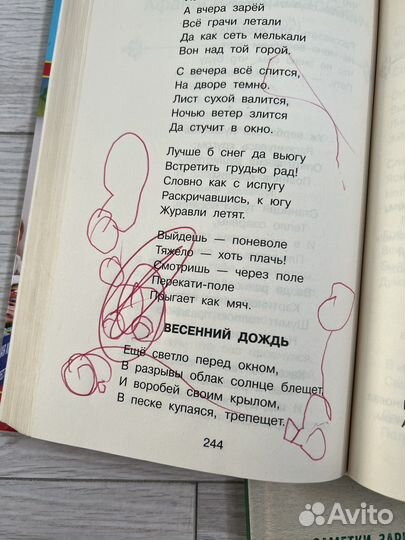 А вчера зарёй
Всё грачи летали
Да как сеть мелькали
Вон над той горой.
С вечера всё спится,
На дворе темно.
Лист сухой валится,
Ночью ветер злится
Да стучит в окно.
Лучше б снег да вьюгу
Встретить грудью рад!
Словно как с испугу
Раскричавшись, к югу
Журавли летят.
Выйдешь — поневоле
Тяжело — хоть плачь!
Смотришь — через поле
Перекати-поле
Прыгает как мяч.
ВЕСЕННИЙ ДОЖДЬ
Ещё светло перед окном,
В разрывы облак солнце блещет,
И воробей своим крылом,
В песке купаяся, трепещет.
244
Avito